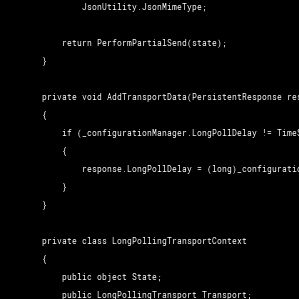 JsonUtility.JsonMimeType;
return PerformPartialSend(state);
}
private void AddTransportData(PersistentResponse res
{
if (_configurationManager.LongPollDelay != TimeS
{
response.LongPollDelay = (long)_configuratio
}
}
private class LongPollingTransportContext
{
public object State;
public LongPollingTransport Transport;